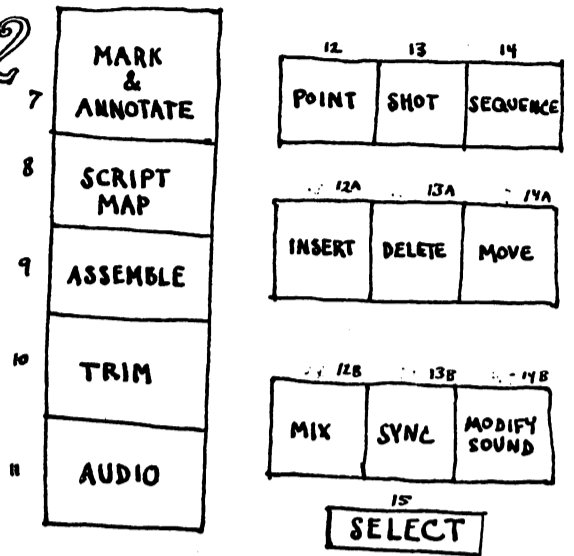 2
7
MARK
&
ANNOTATE
8
SCRIPT
MAP
9
ASSEMBLE
10
TRIM
11
AUDIO
12 13 14
POINT SHOT SEQUENCE
12A 13A 14A
INSERT DELETE MOVE
12B 13B 14B
MIX SYNC MODIFY
SOUND
15
SELECT